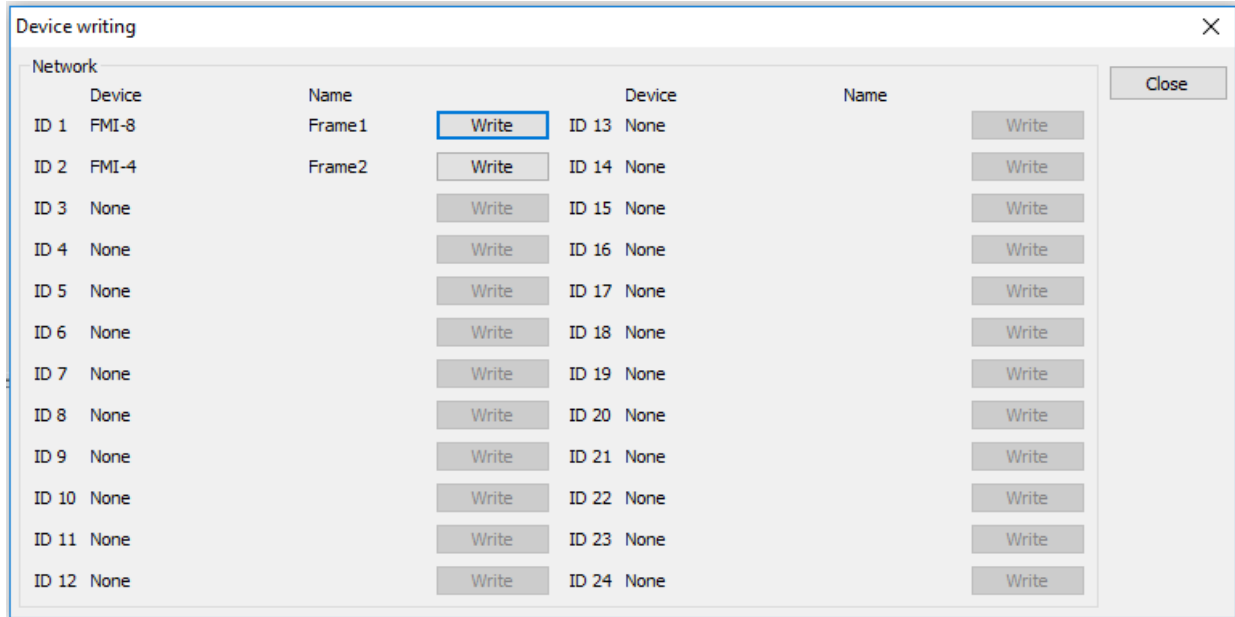 Device writing
Network
Close
Device Name Device Name
ID 1 FMI-8 Frame1 Write ID 13 None Write
ID 2 FMI-4 Frame2 Write ID 14 None Write
ID 3 None Write ID 15 None Write
ID 4 None Write ID 16 None Write
ID 5 None Write ID 17 None Write
ID 6 None Write ID 18 None Write
ID 7 None Write ID 19 None Write
ID 8 None Write ID 20 None Write
ID 9 None Write ID 21 None Write
ID 10 None Write ID 22 None Write
ID 11 None Write ID 23 None Write
ID 12 None Write ID 24 None Write